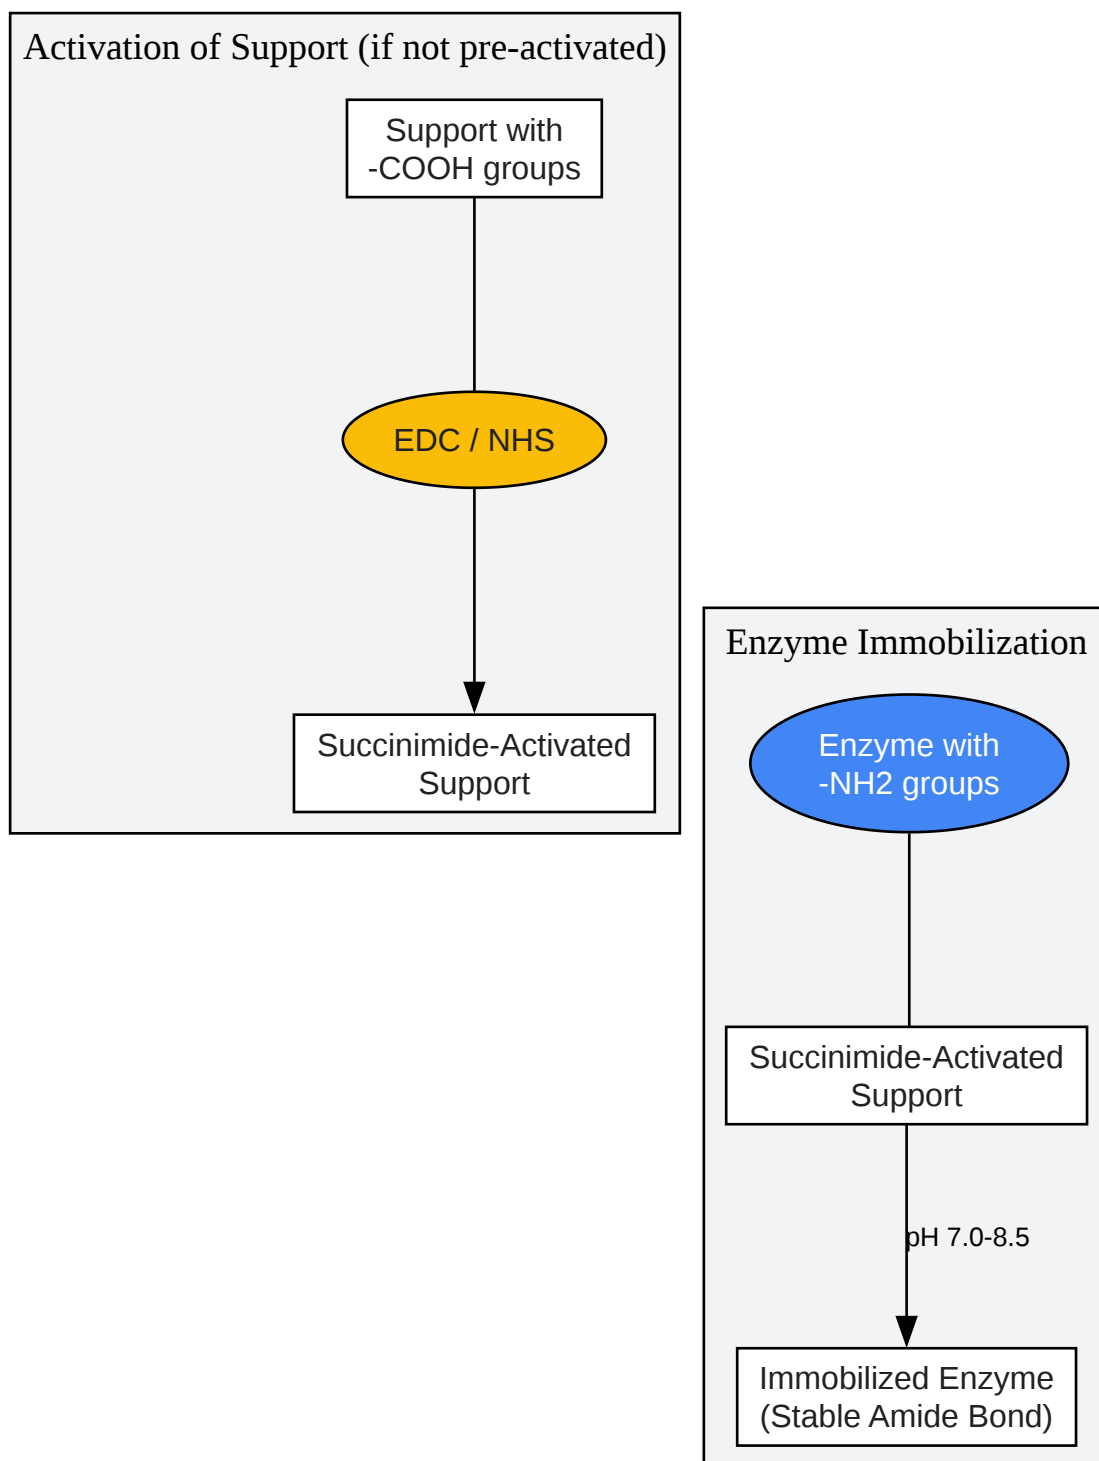 Activation of Support (if not pre-activated)
Support with
-COOH groups
EDC / NHS
Succinimide-Activated
Support
Enzyme Immobilization
Enzyme with
-NH2 groups
Succinimide-Activated
Support
pH 7.0-8.5
Immobilized Enzyme
(Stable Amide Bond)